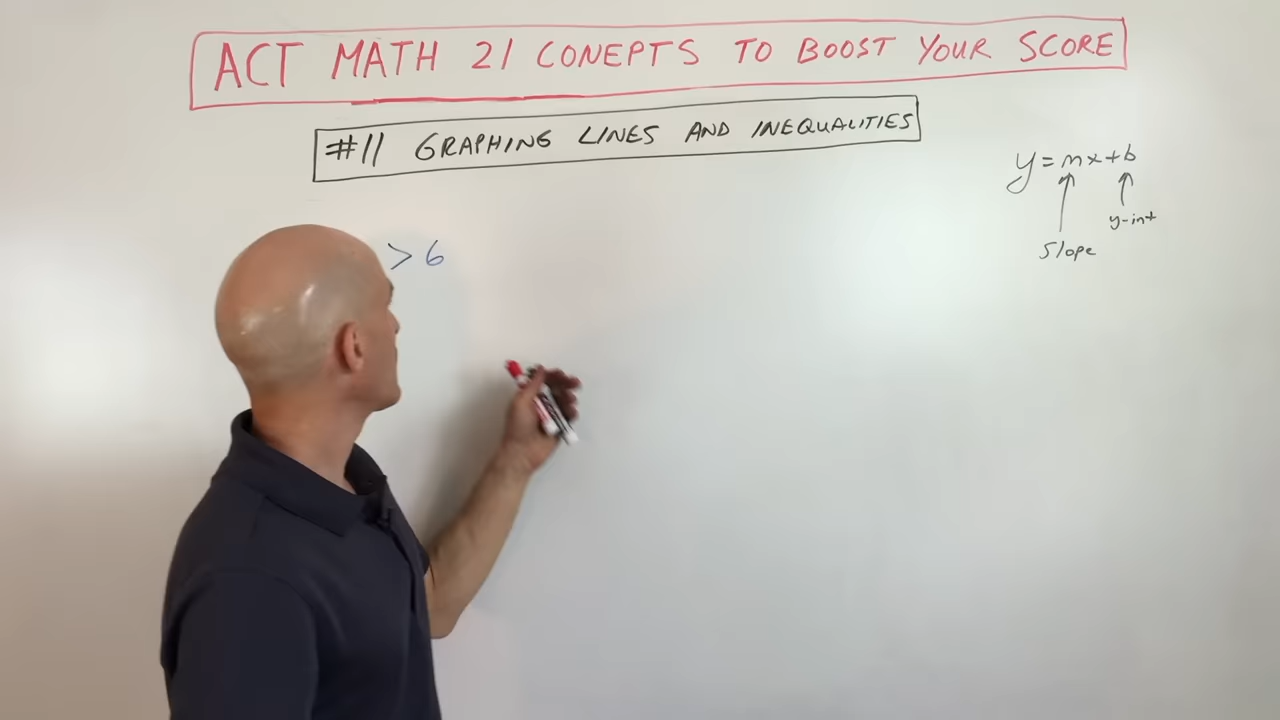 ACT MATH 21 CONEPTS TO BOOST YOUR SCORE
#11 GRAPHING LINES AND INEQUALITIES
y=mx+b
y-int
slope
> 6